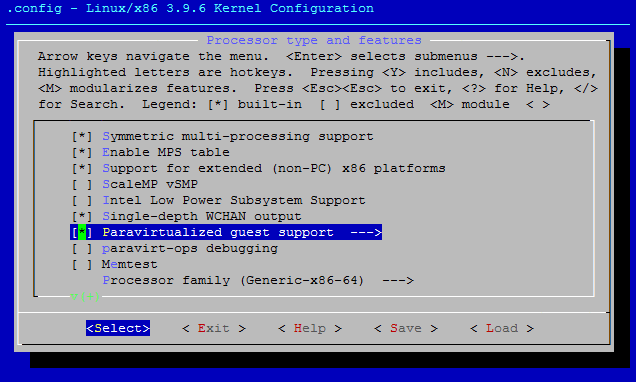 .config - Linux/x86 3.9.6 Kernel Configuration
Processor type and features
Arrow keys navigate the menu.  <Enter> selects submenus --->.
Highlighted letters are hotkeys.  Pressing <Y> includes, <N> excludes,
<M> modularizes features.  Press <Esc><Esc> to exit, <?> for Help, </>
for Search.  Legend: [*] built-in  [ ] excluded  <M> module  < >
[*] Symmetric multi-processing support
[*] Enable MPS table
[*] Support for extended (non-PC) x86 platforms
[ ] ScaleMP vSMP
[ ] Intel Low Power Subsystem Support
[*] Single-depth WCHAN output
[*] Paravirtualized guest support  --->
[ ] paravirt-ops debugging
[ ] Memtest
Processor family (Generic-x86-64)  --->
<Select>    < Exit >    < Help >    < Save >    < Load >